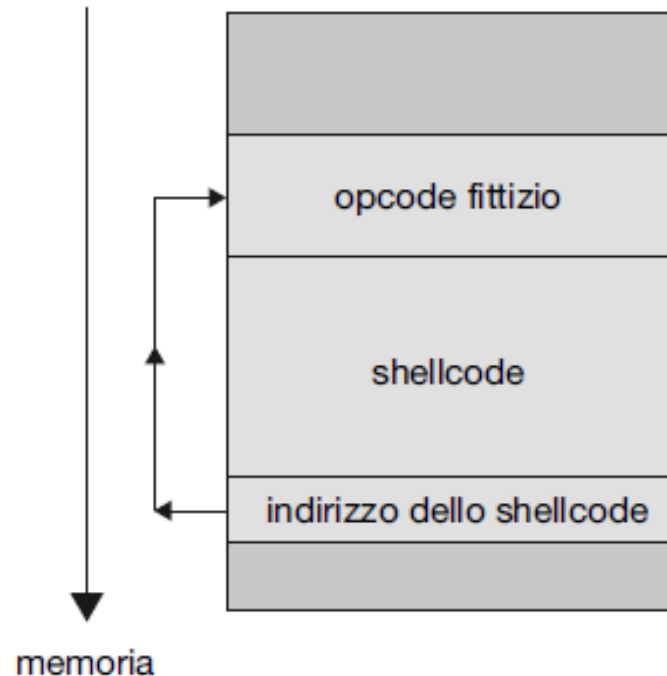 opcode fittizio
shellcode
indirizzo dello shellcode
memoria